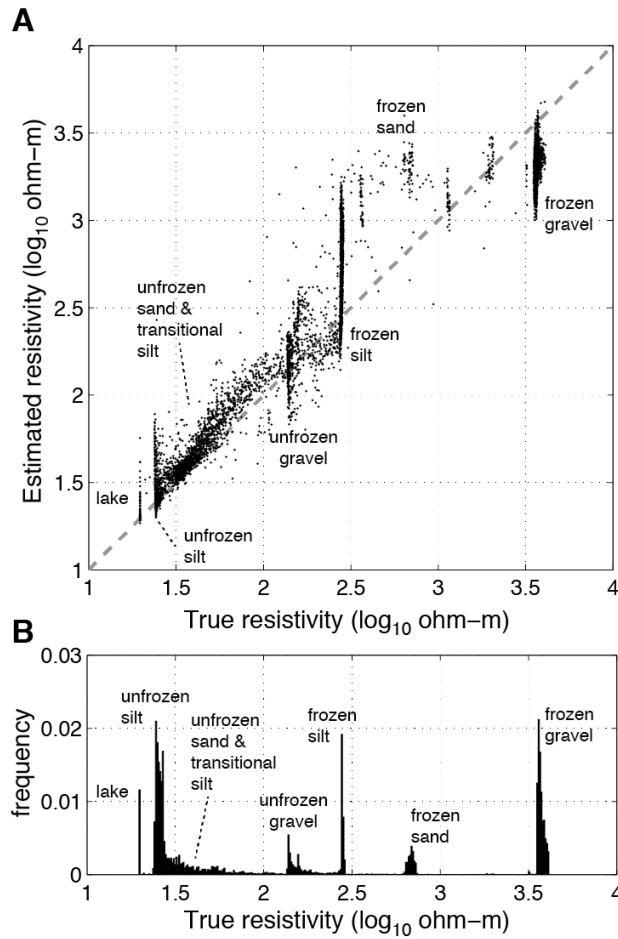 A
4
3.5
3
2.5
2
1.5
1
Estimated resistivity (log10 ohm−m)
frozen
sand
frozen
gravel
unfrozen
sand &
transitional
silt
frozen
silt
unfrozen
gravel
lake
unfrozen
silt
1 1.5 2 2.5 3 3.5 4
True resistivity (log10 ohm−m)
B
0.03
0.02
0.01
0
frequency
unfrozen
silt
unfrozen
sand &
transitional
silt
lake
unfrozen
gravel
frozen
silt
frozen
sand
frozen
gravel
1 1.5 2 2.5 3 3.5 4
True resistivity (log10 ohm−m)